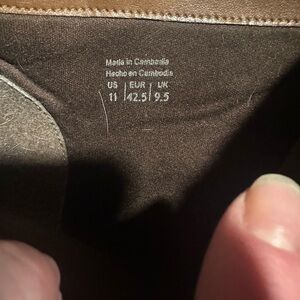 Made in Cambodia
Hecho en Cambodia
US | EUR | UK
11 | 42.5 | 9.5